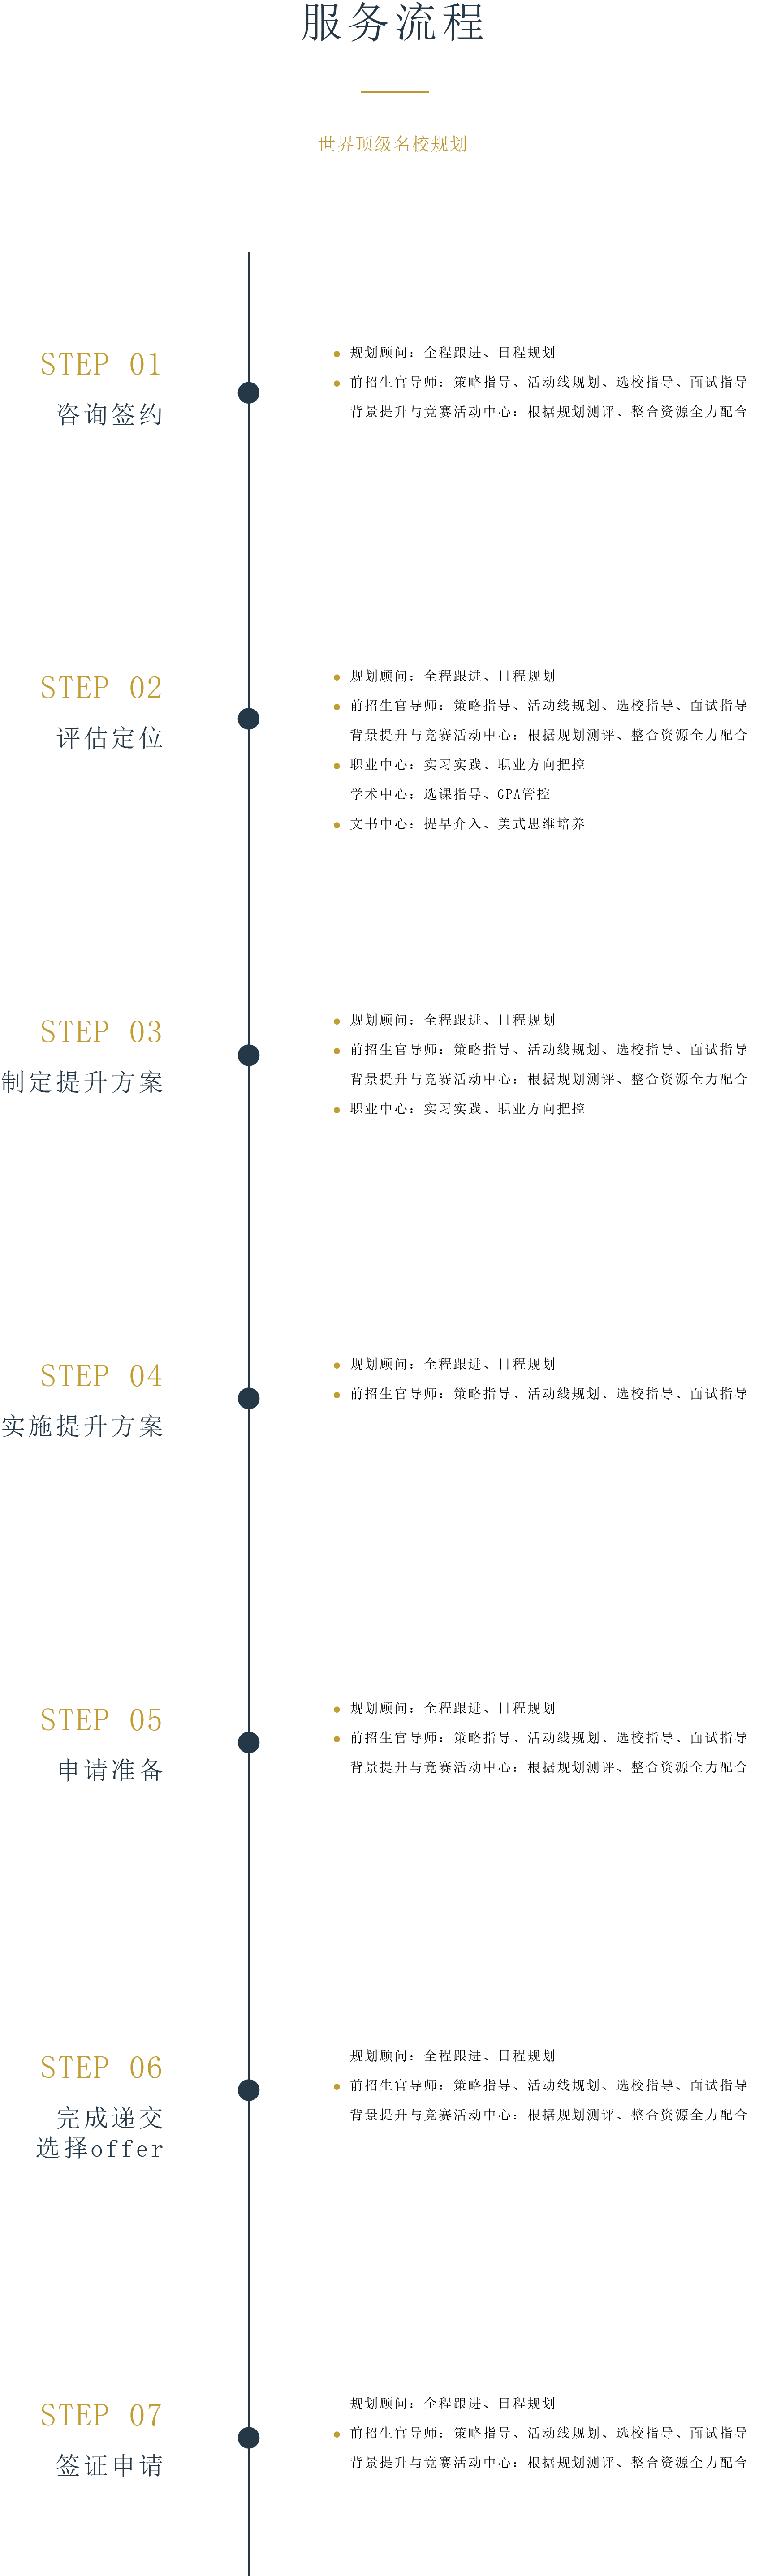 服务流程
世界顶级名校规划
STEP 01
咨询签约
规划顾问：全程跟进、日程规划
前招生官导师：策略指导、活动线规划、选校指导、面试指导
背景提升与竞赛活动中心：根据规划测评、整合资源全力配合
STEP 02
评估定位
规划顾问：全程跟进、日程规划
前招生官导师：策略指导、活动线规划、选校指导、面试指导
背景提升与竞赛活动中心：根据规划测评、整合资源全力配合
职业中心：实习实践、职业方向把控
学术中心：选课指导、GPA管控
文书中心：提早介入、美式思维培养
STEP 03
制定提升方案
规划顾问：全程跟进、日程规划
前招生官导师：策略指导、活动线规划、选校指导、面试指导
背景提升与竞赛活动中心：根据规划测评、整合资源全力配合
职业中心：实习实践、职业方向把控
STEP 04
实施提升方案
规划顾问：全程跟进、日程规划
前招生官导师：策略指导、活动线规划、选校指导、面试指导
STEP 05
申请准备
规划顾问：全程跟进、日程规划
前招生官导师：策略指导、活动线规划、选校指导、面试指导
背景提升与竞赛活动中心：根据规划测评、整合资源全力配合
STEP 06
完成递交
选择offer
规划顾问：全程跟进、日程规划
前招生官导师：策略指导、活动线规划、选校指导、面试指导
背景提升与竞赛活动中心：根据规划测评、整合资源全力配合
STEP 07
签证申请
规划顾问：全程跟进、日程规划
前招生官导师：策略指导、活动线规划、选校指导、面试指导
背景提升与竞赛活动中心：根据规划测评、整合资源全力配合